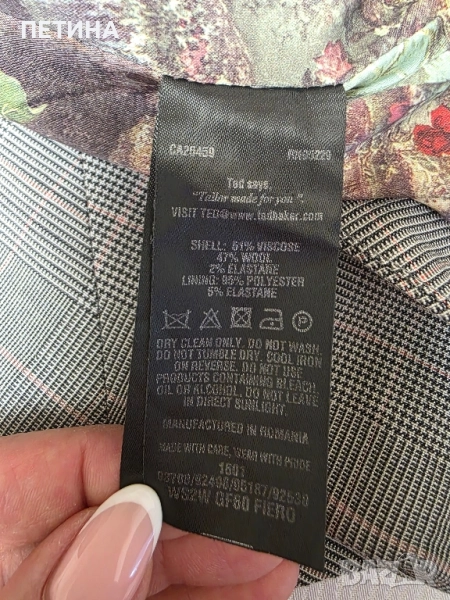 ПЕТИНА
CA26459 RN96229
Ted says,
"Tailor made for you".
VISIT TED@www.tedbaker.com
SHELL: 51% VISCOSE
47% WOOL
2% ELASTANE
LINING: 95% POLYESTER
5% ELASTANE
P
DRY CLEAN ONLY. DO NOT WASH.
DO NOT TUMBLE DRY. COOL IRON
ON REVERSE. DO NOT USE
PRODUCTS CONTAINING BLEACH,
OIL OR ALCOHOL. DO NOT LEAVE
IN DIRECT SUNLIGHT.
MANUFACTURED IN ROMANIA
MADE WITH CARE, WEAR WITH PRIDE
1601
WS2W GF60 FIERO